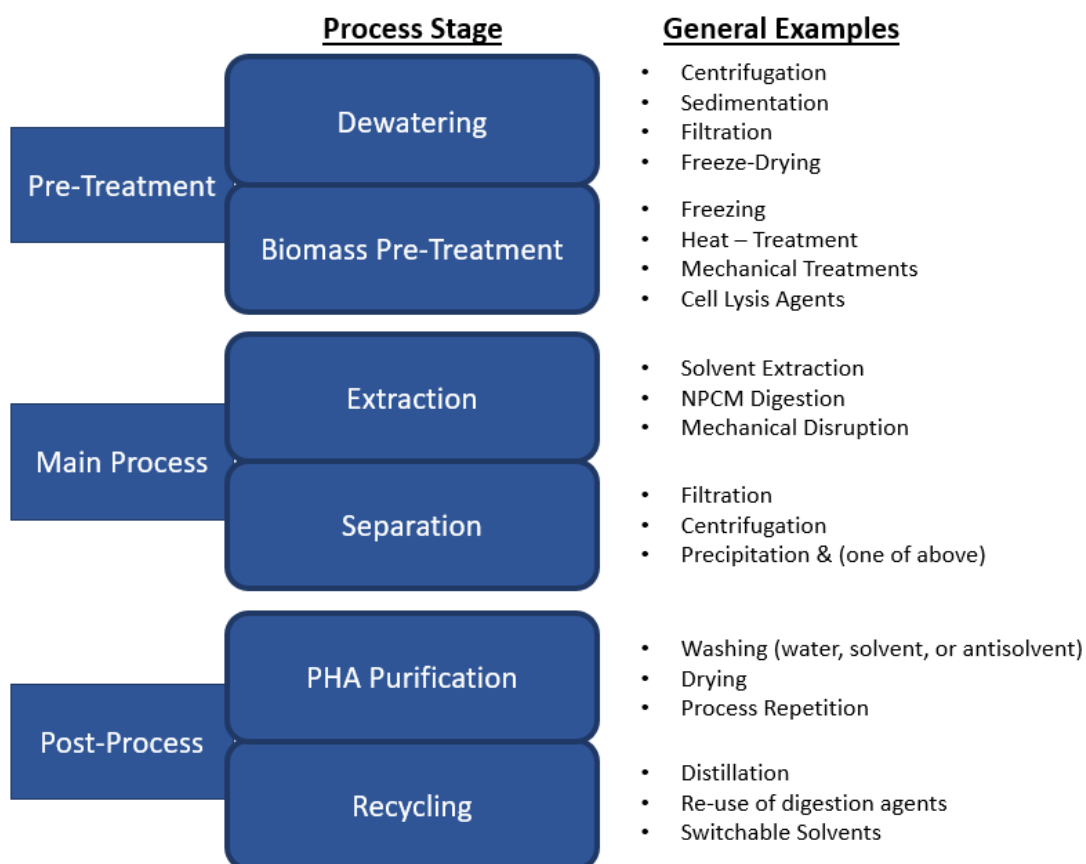 Process Stage
General Examples
Pre-Treatment
Dewatering
• Centrifugation
• Sedimentation
• Filtration
• Freeze-Drying
Biomass Pre-Treatment
• Freezing
• Heat – Treatment
• Mechanical Treatments
• Cell Lysis Agents
Main Process
Extraction
• Solvent Extraction
• NPCM Digestion
• Mechanical Disruption
Separation
• Filtration
• Centrifugation
• Precipitation & (one of above)
Post-Process
PHA Purification
• Washing (water, solvent, or antisolvent)
• Drying
• Process Repetition
Recycling
• Distillation
• Re-use of digestion agents
• Switchable Solvents